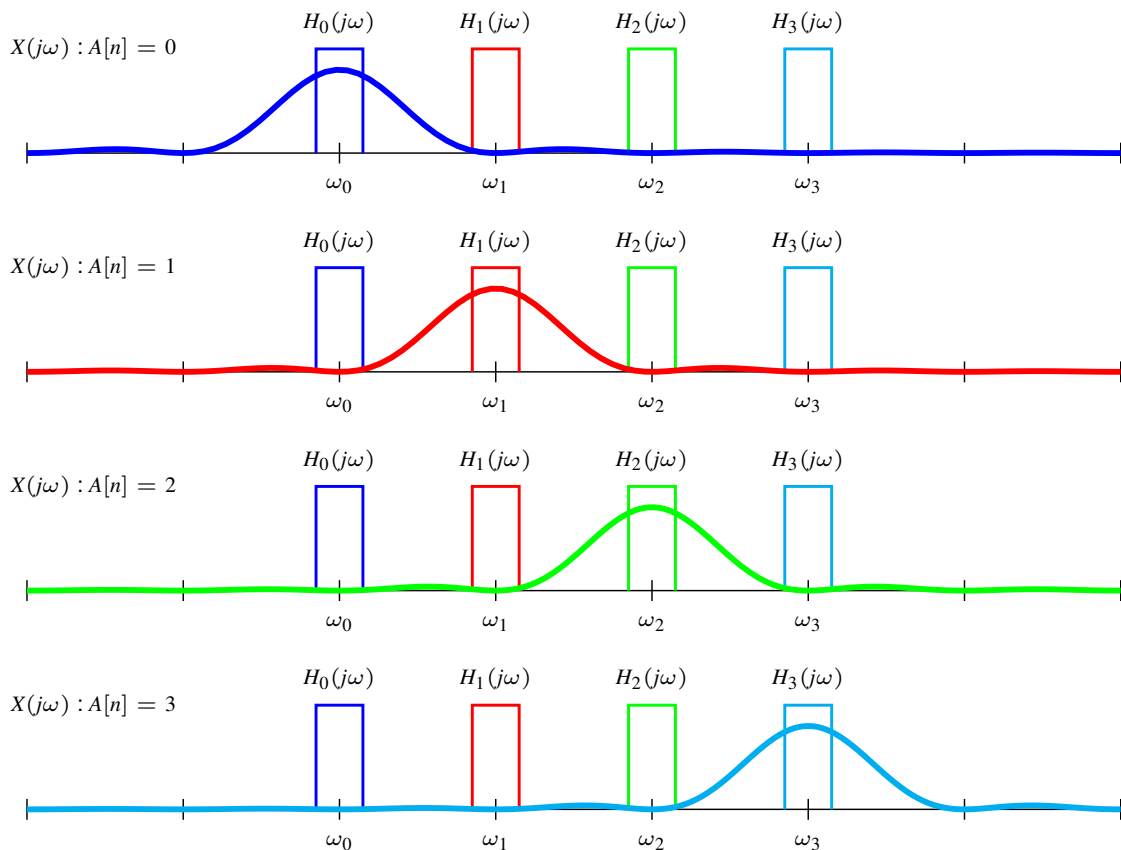 H₀(jω) H₁(jω) H₂(jω) H₃(jω)
X(jω) : A[n] = 0
ω₀ ω₁ ω₂ ω₃
H₀(jω) H₁(jω) H₂(jω) H₃(jω)
X(jω) : A[n] = 1
ω₀ ω₁ ω₂ ω₃
H₀(jω) H₁(jω) H₂(jω) H₃(jω)
X(jω) : A[n] = 2
ω₀ ω₁ ω₂ ω₃
H₀(jω) H₁(jω) H₂(jω) H₃(jω)
X(jω) : A[n] = 3
ω₀ ω₁ ω₂ ω₃